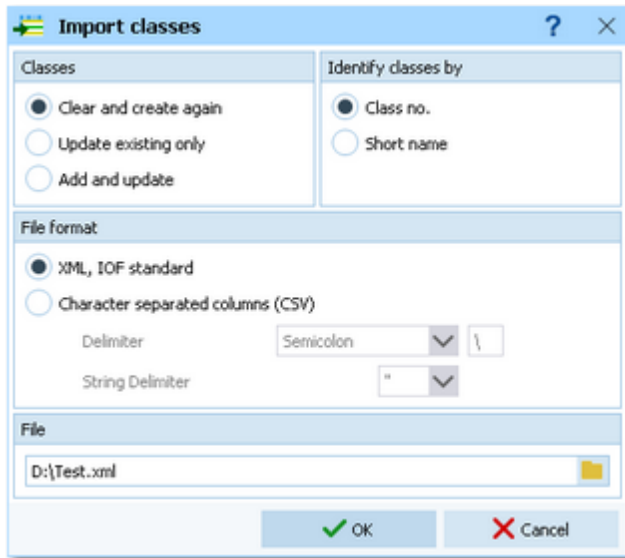 Import classes ?
Classes
Clear and create again
Update existing only
Add and update
Identify classes by
Class no.
Short name
File format
XML, IOF standard
Character separated columns (CSV)
Delimiter Semicolon \
String Delimiter "
File
D:\Test.xml
OK Cancel